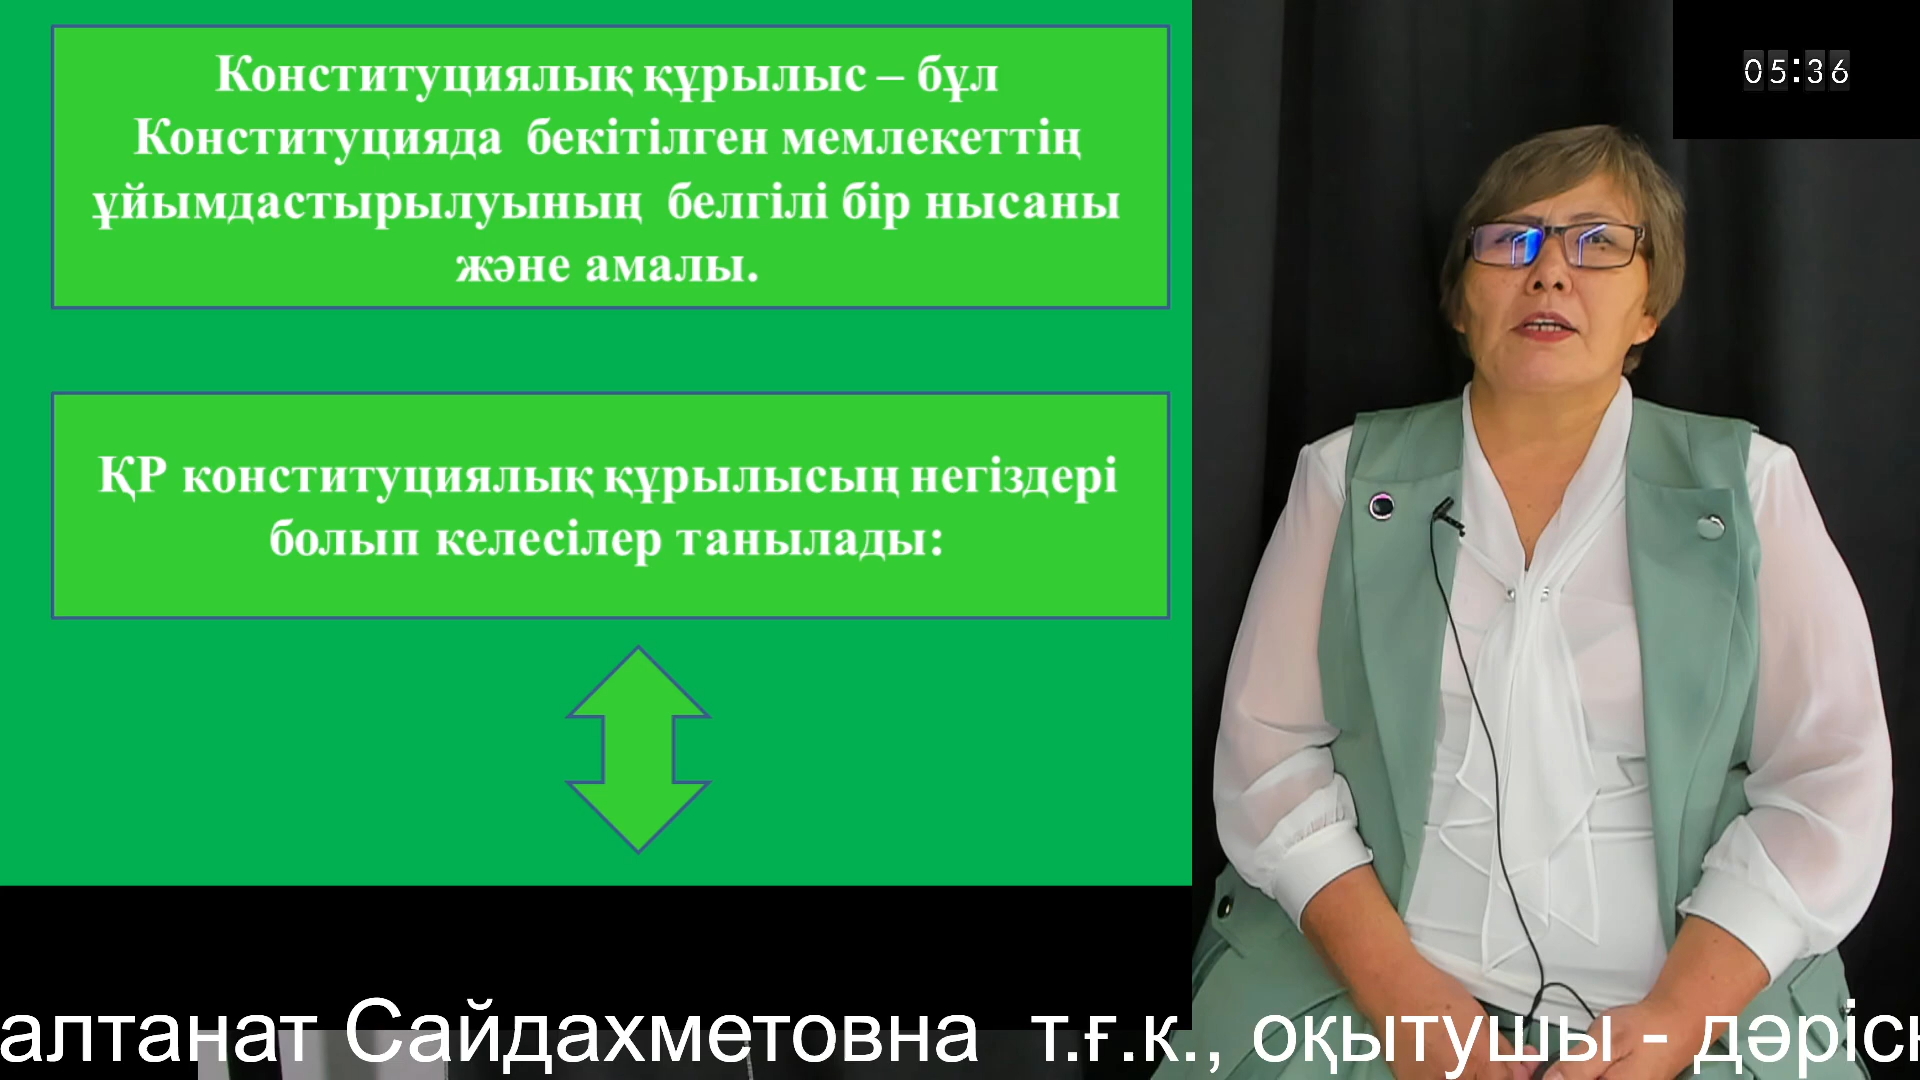 Конституциялық құрылыс – бұл
Конституцияда бекітілген мемлекеттің
ұйымдастырылуының белгілі бір нысаны
және амалы.
ҚР конституциялық құрылысың негіздері
болып келесілер танылады:
05:36
алтанат Сайдахметовна т.ғ.к., оқытушы - дәріс